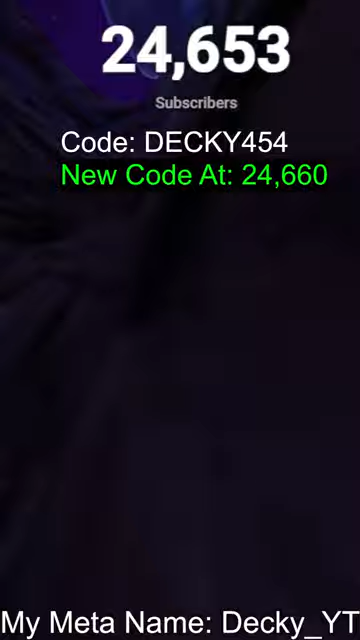 24,653
Subscribers
Code: DECKY454
New Code At: 24,660
My Meta Name: Decky_YT